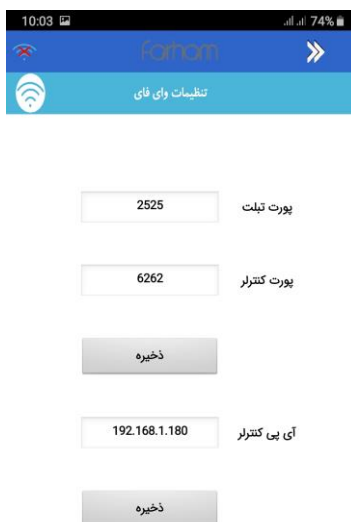 10:03 74%
farham
تنظیمات وای فای
پورت تبلت 2525
پورت کنترلر 6262
ذخیره
آی پی کنترلر 192.168.1.180
ذخیره